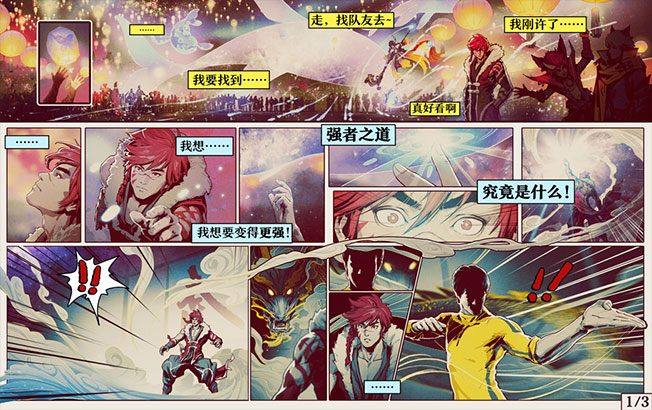 ……
走，找队友去~
我刚许了……
我要找到……
真好看啊
……
我想……
我想要变得更强！
强者之道
究竟是什么！
!!
……
!!
1/3